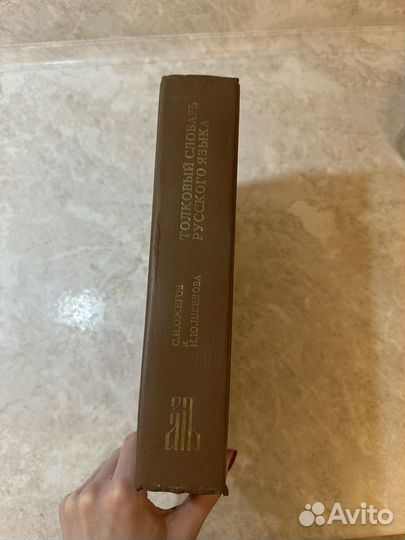 С.И.ОЖЕГОВ
и
Н.Ю.ШВЕДОВА
ТОЛКОВЫЙ СЛОВАРЬ
РУССКОГО ЯЗЫКА
Avito